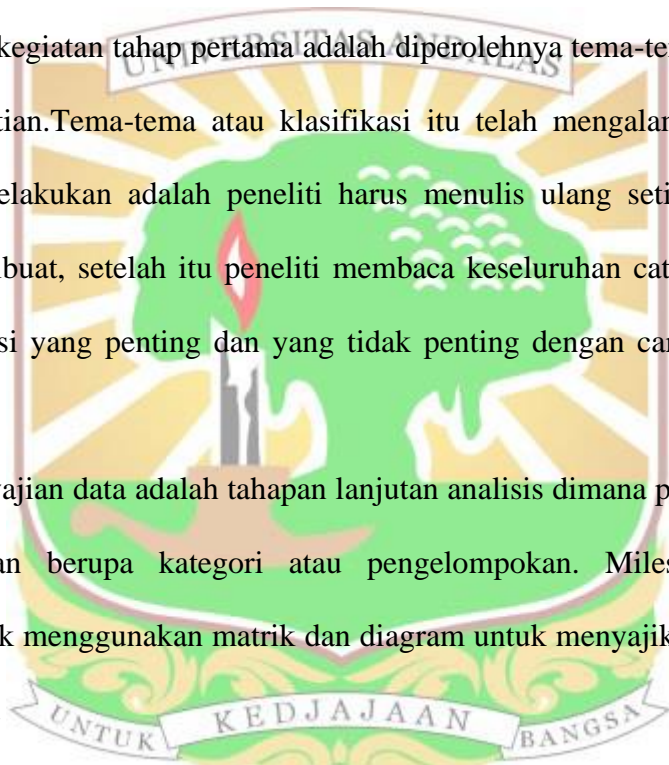 kegiatan tahap pertama adalah diperolehnya tema-te
UNIVERSITAS ANDALAS
tian.Tema-tema atau klasifikasi itu telah mengalam
elakukan adalah peneliti harus menulis ulang seti
buat, setelah itu peneliti membaca keseluruhan cat
si yang penting dan yang tidak penting dengan car
ajian data adalah tahapan lanjutan analisis dimana p
an berupa kategori atau pengelompokan. Miles
k menggunakan matrik dan diagram untuk menyajik
UNTUK KEDJAJAAN BANGSA